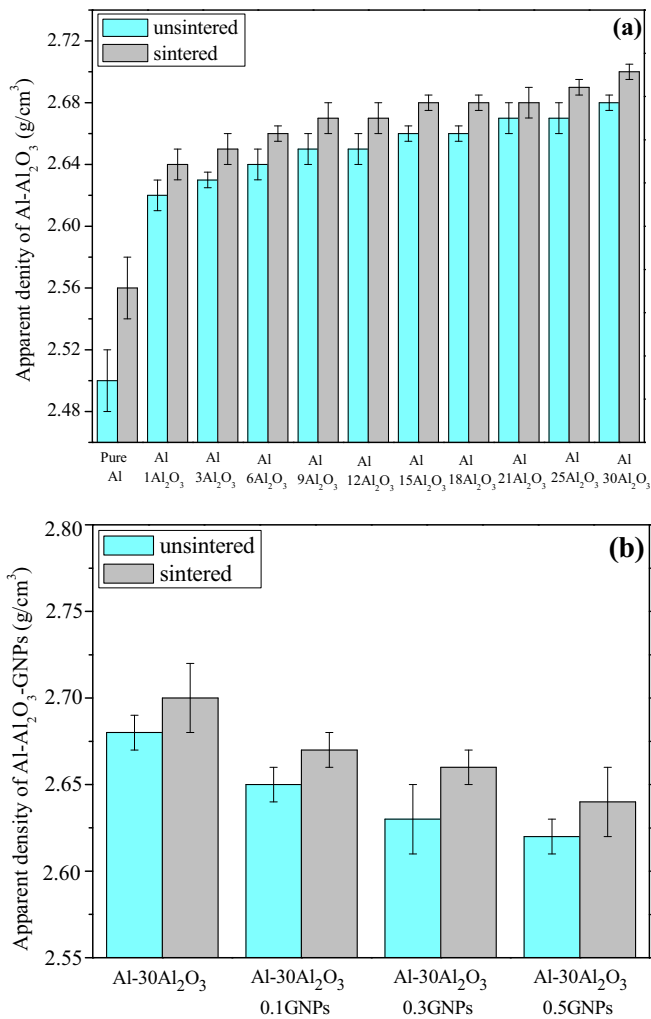 (a)
unsintered
sintered
2.72
2.68
2.64
2.60
2.56
2.52
2.48
Apparent denity of Al-Al₂O₃ (g/cm³)
Pure Al Al Al Al Al Al Al Al Al Al
Al 1Al₂O₃ 3Al₂O₃ 6Al₂O₃ 9Al₂O₃ 12Al₂O₃ 15Al₂O₃ 18Al₂O₃ 21Al₂O₃ 25Al₂O₃ 30Al₂O₃
(b)
unsintered
sintered
2.80
2.75
2.70
2.65
2.60
2.55
Apparent density of Al-Al₂O₃-GNPs (g/cm³)
Al-30Al₂O₃ Al-30Al₂O₃ Al-30Al₂O₃ Al-30Al₂O₃
0.1GNPs 0.3GNPs 0.5GNPs